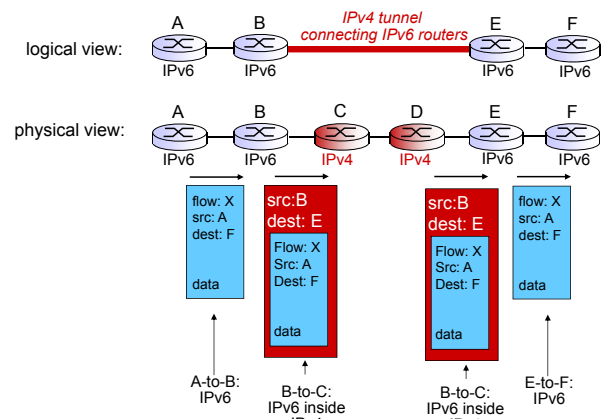 A
B
IPv4 tunnel
connecting IPv6 routers
E
F
logical view:
IPv6
IPv6
IPv6
IPv6
A
B
C
D
E
F
physical view:
IPv6
IPv6
IPv4
IPv4
IPv6
IPv6
flow: X
src: A
dest: F
data
src:B
dest: E
Flow: X
Src: A
Dest: F
data
src:B
dest: E
Flow: X
Src: A
Dest: F
data
flow: X
src: A
dest: F
data
A-to-B:
IPv6
B-to-C:
IPv6 inside
B-to-C:
IPv6 inside
E-to-F:
IPv6